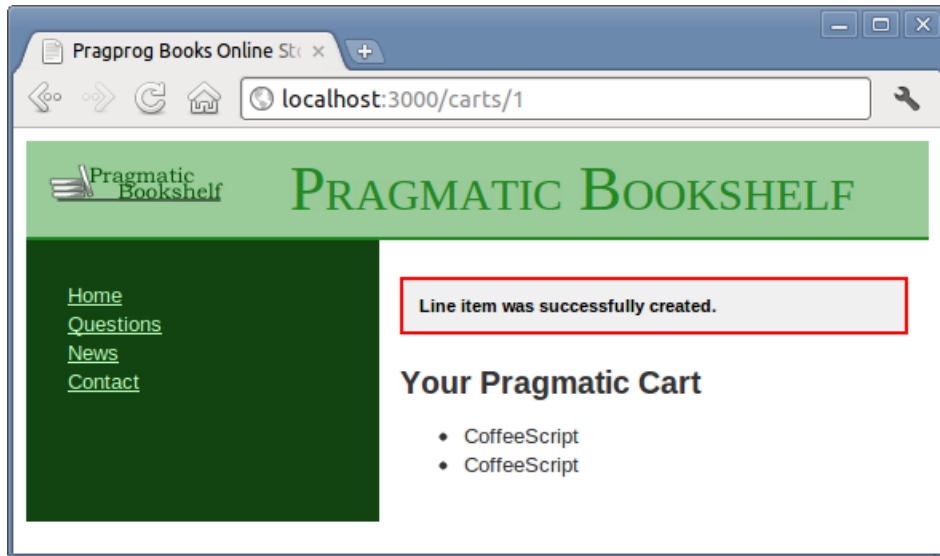 Pragprog Books Online Sto
localhost:3000/carts/1
Pragmatic
Bookshelf
PRAGMATIC BOOKSHELF
Home
Questions
News
Contact
Line item was successfully created.
Your Pragmatic Cart
• CoffeeScript
• CoffeeScript